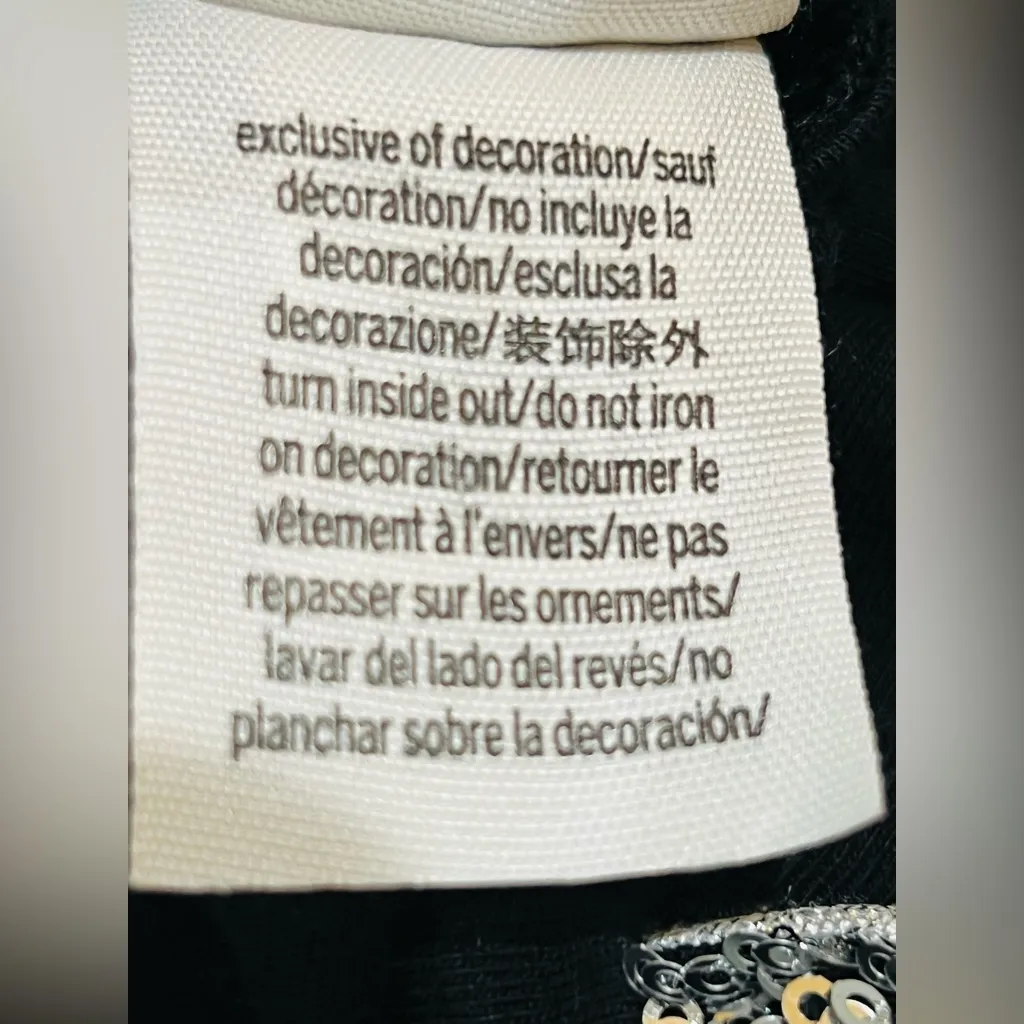 exclusive of decoration/sauf
décoration/no incluye la
decoración/esclusa la
decorazione/装饰除外
turn inside out/do not iron
on decoration/retourner le
vêtement à l'envers/ne pas
repasser sur les ornements/
lavar del lado del revés/no
planchar sobre la decoración/